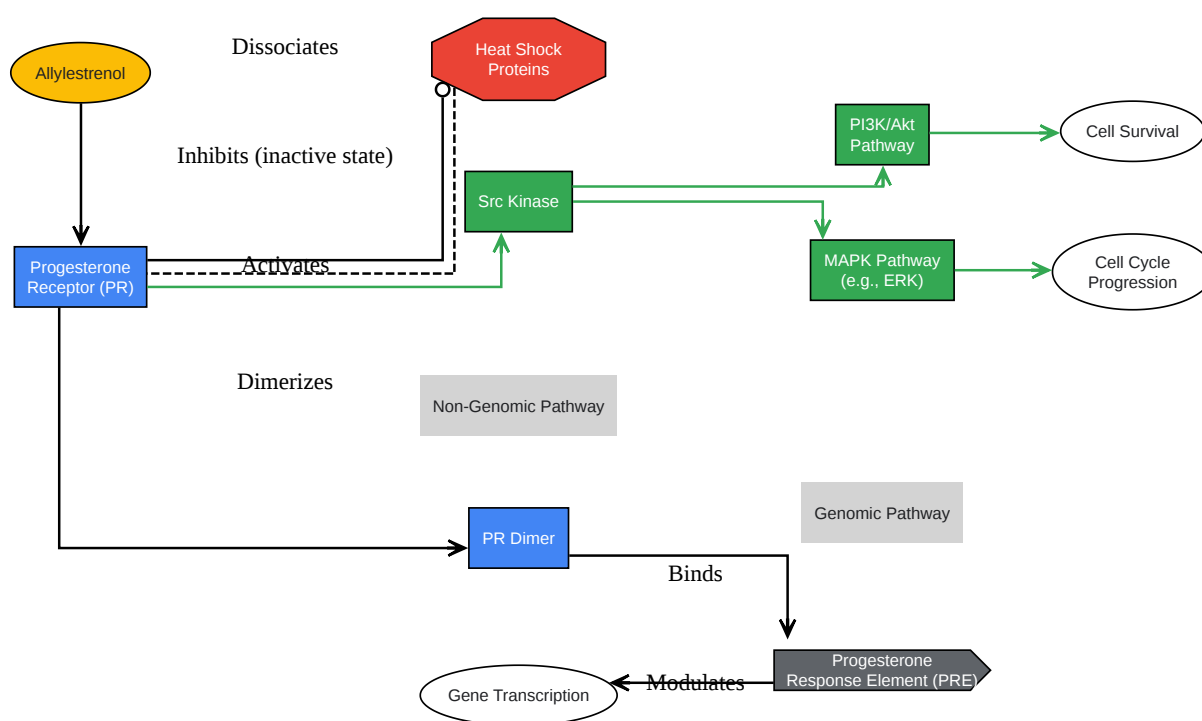 Dissociates
Heat Shock
Proteins
Allylestrenol
PI3K/Akt
Pathway
Cell Survival
Inhibits (inactive state)
Src Kinase
Progesterone
Receptor (PR)
Activates
MAPK Pathway
(e.g., ERK)
Cell Cycle
Progression
Dimerizes
Non-Genomic Pathway
Genomic Pathway
PR Dimer
Binds
Progesterone
Response Element (PRE)
Modulates
Gene Transcription